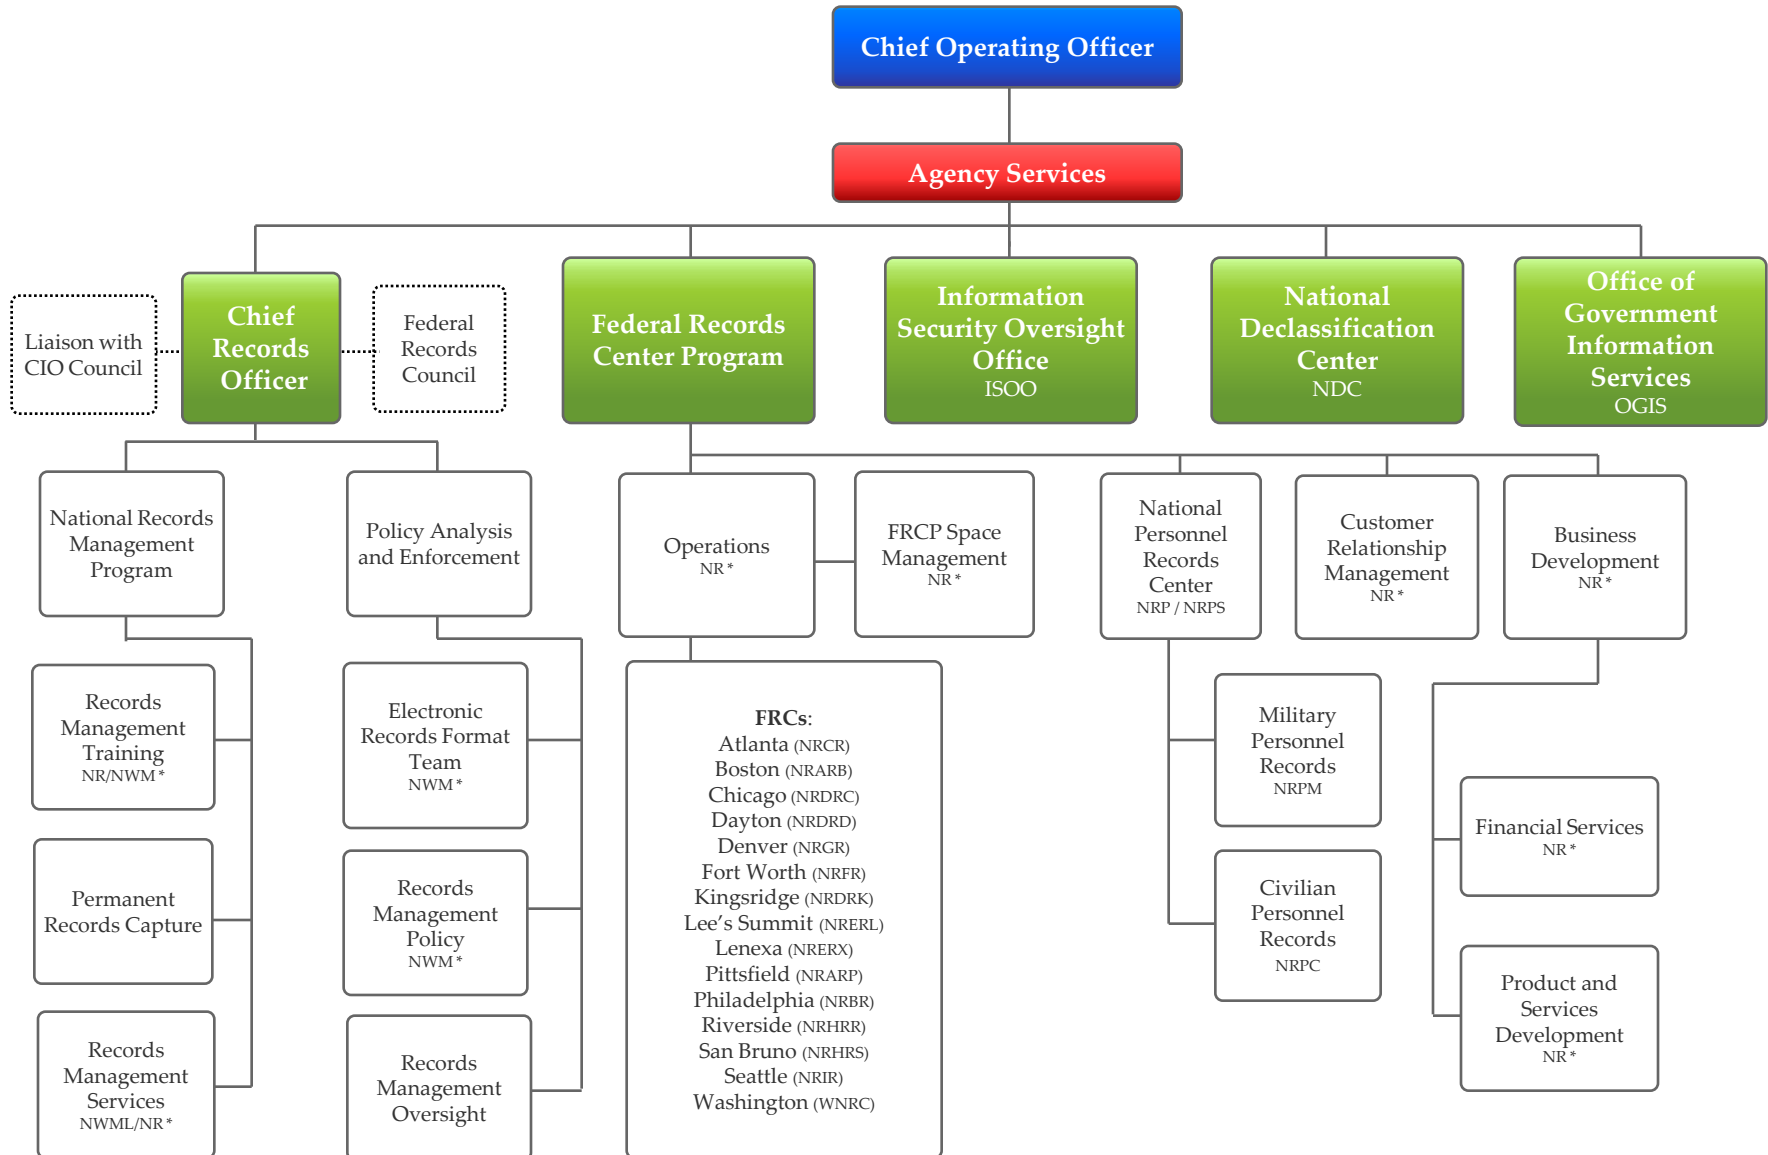 Chief Operating Officer
Agency Services
Liaison with
CIO Council
Chief
Records
Officer
Federal
Records
Council
Federal Records
Center Program
Information
Security Oversight
Office
ISOO
National
Declassification
Center
NDC
Office of
Government
Information
Services
OGIS
National Records
Management
Program
Policy Analysis
and Enforcement
Operations
NR *
FRCP Space
Management
NR *
National
Personnel
Records
Center
NRP / NRPS
Customer
Relationship
Management
NR *
Business
Development
NR *
Records
Management
Training
NR/NWM *
Permanent
Records Capture
Records
Management
Services
NWML/NR *
Electronic
Records Format
Team
NWM *
Records
Management
Policy
NWM *
Records
Management
Oversight
FRCs:
Atlanta (NRCR)
Boston (NRARB)
Chicago (NRDRC)
Dayton (NRDRD)
Denver (NRGR)
Fort Worth (NRFR)
Kingsridge (NRDRK)
Lee's Summit (NRERL)
Lenexa (NRERX)
Pittsfield (NRARP)
Philadelphia (NRBR)
Riverside (NRHRR)
San Bruno (NRHRS)
Seattle (NRIR)
Washington (WNRC)
Military
Personnel
Records
NRPM
Civilian
Personnel
Records
NRPC
Financial Services
NR *
Product and
Services
Development
NR *